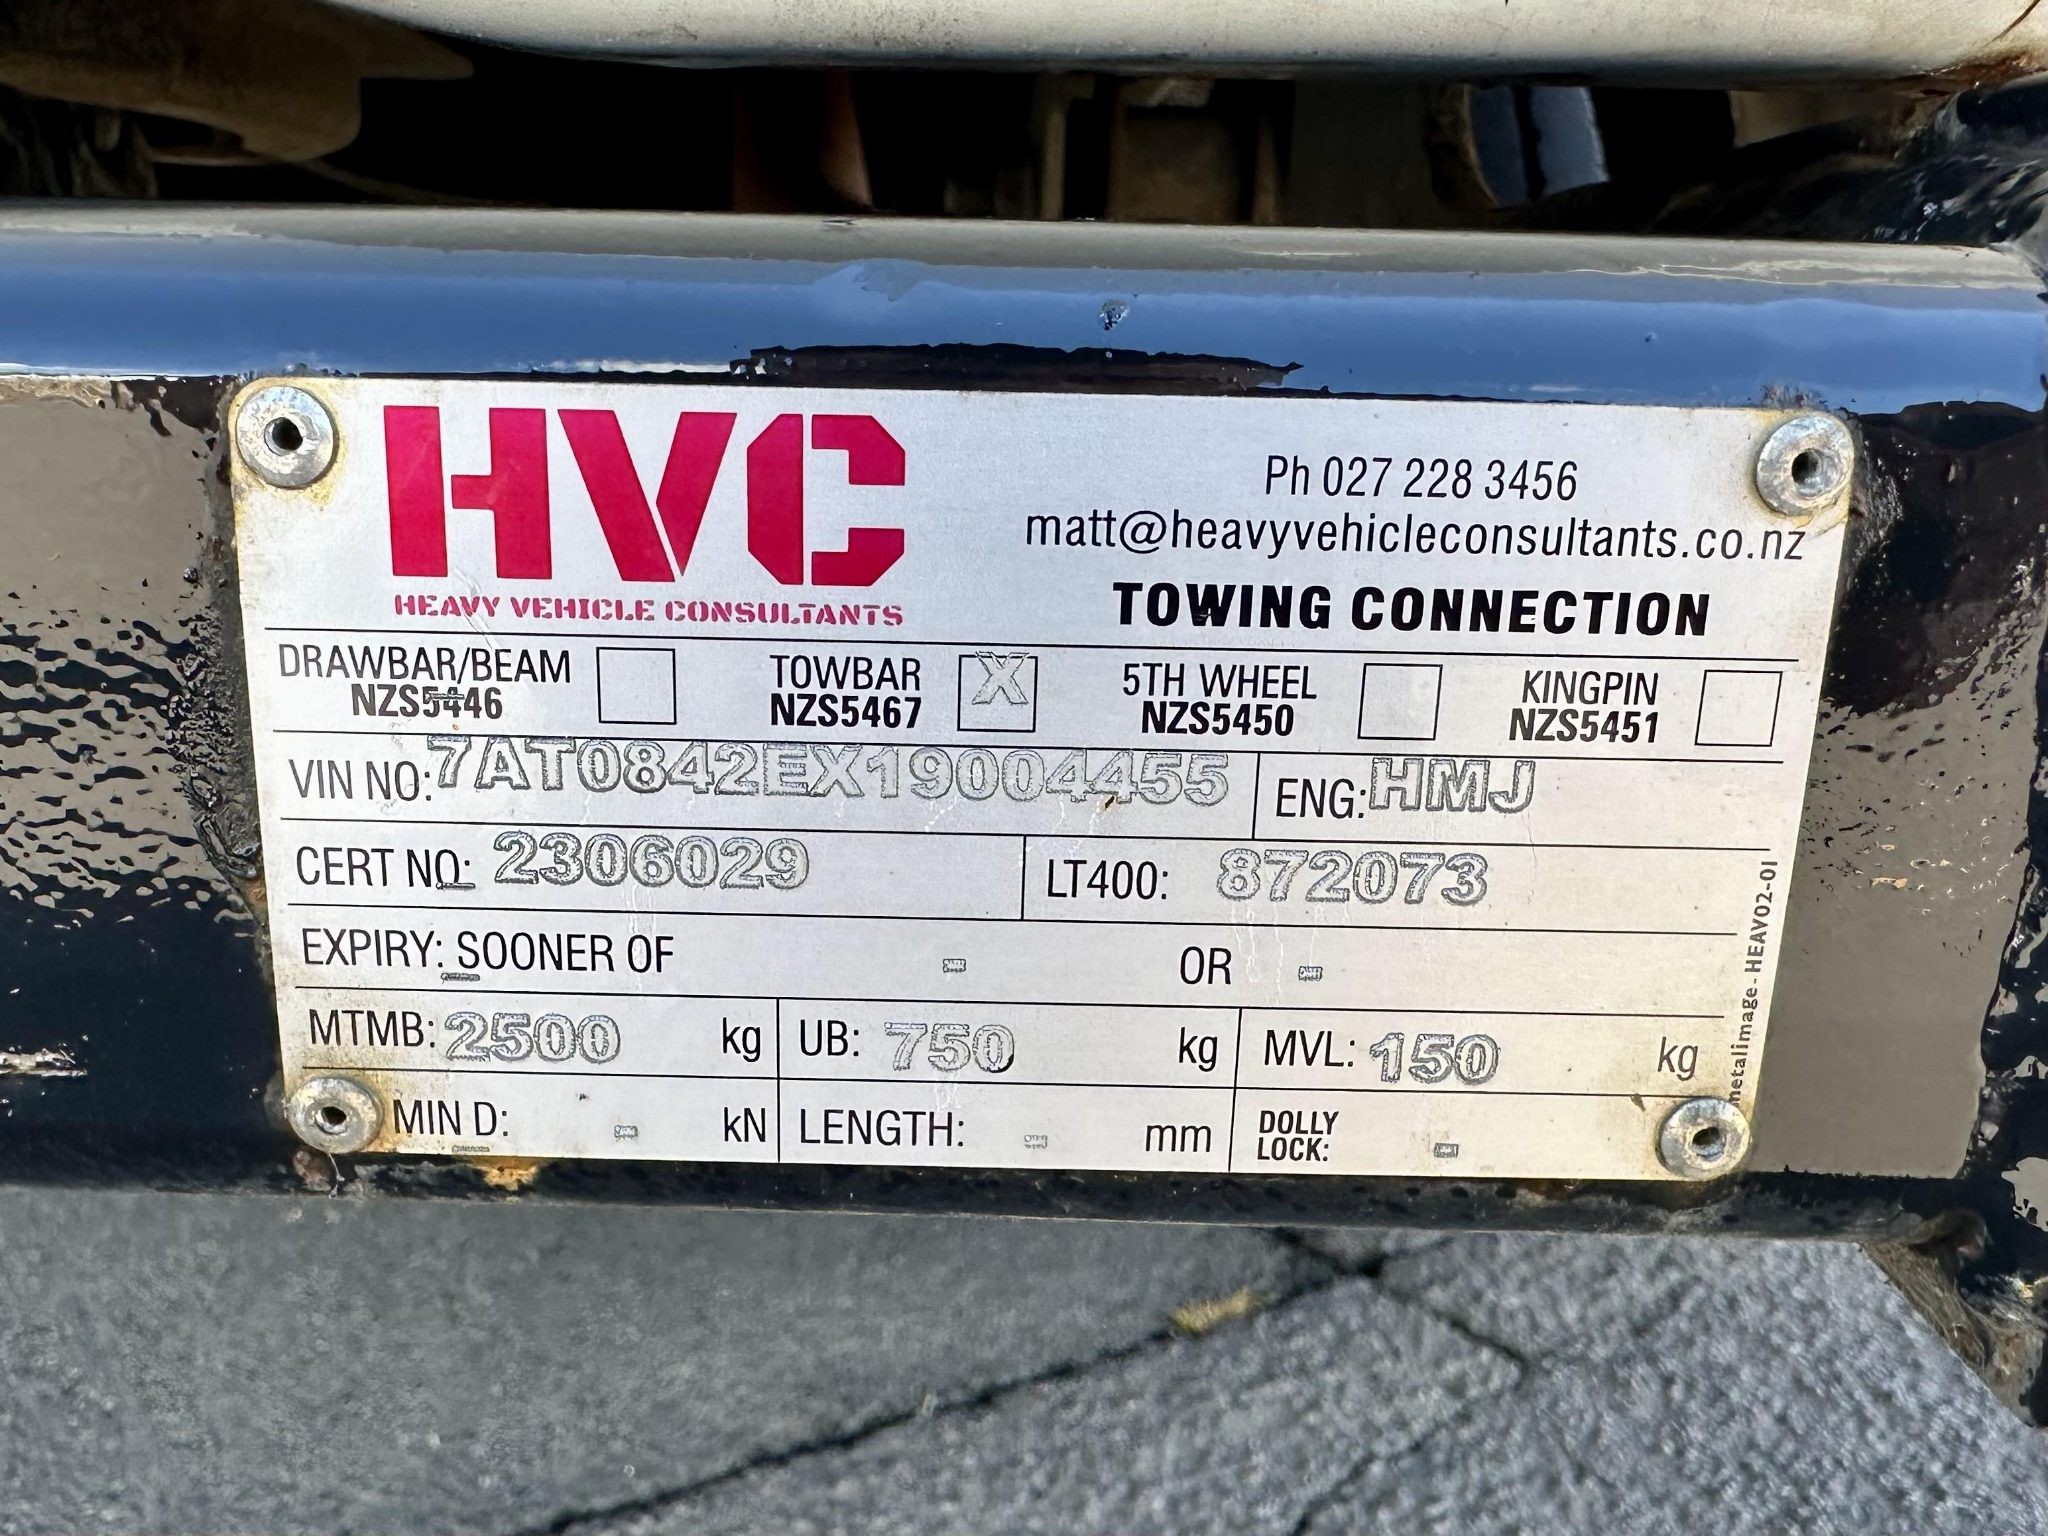 HVC
HEAVY VEHICLE CONSULTANTS
Ph 027 228 3456
matt@heavyvehicleconsultants.co.nz
TOWING CONNECTION
DRAWBAR/BEAM NZS5446
TOWBAR NZS5467 X
5TH WHEEL NZS5450
KINGPIN NZS5451
VIN NO: 7AT0842EX19004455 ENG: HMJ
CERT NO: 2306029 LT400: 872073
EXPIRY: SOONER OF - OR -
MTMB: 2500 kg UB: 750 kg MVL: 150 kg
MIN D: - kN LENGTH: - mm DOLLY LOCK: -
metalimage - HEAV02-01